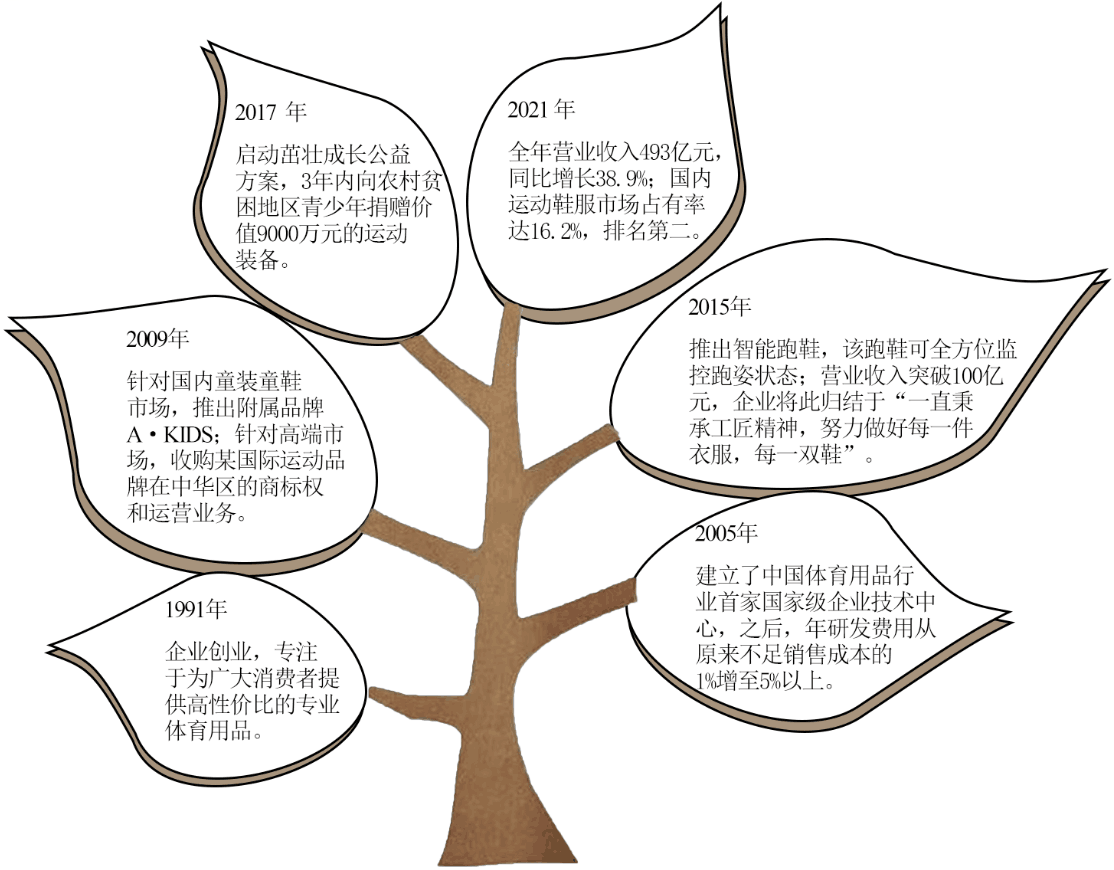 2017 年
启动茁壮成长公益
方案，3年内向农村贫
困地区青少年捐赠价
值9000万元的运动
装备。
2021 年
全年营业收入493亿元，
同比增长38.9%；国内
运动鞋服市场占有率
达16.2%，排名第二。
2009年
针对国内童装童鞋
市场，推出附属品牌
A·KIDS；针对高端市
场，收购某国际运动品
牌在中华区的商标权
和运营业务。
2015年
推出智能跑鞋，该跑鞋可全方位监
控跑姿状态；营业收入突破100亿
元，企业将此归结于“一直秉
承工匠精神，努力做好每一件
衣服，每一双鞋”。
1991年
企业创业，专注
于为广大消费者提
供高性价比的专业
体育用品。
2005年
建立了中国体育用品行
业首家国家级企业技术中
心，之后，年研发费用从
原来不足销售成本的
1%增至5%以上。